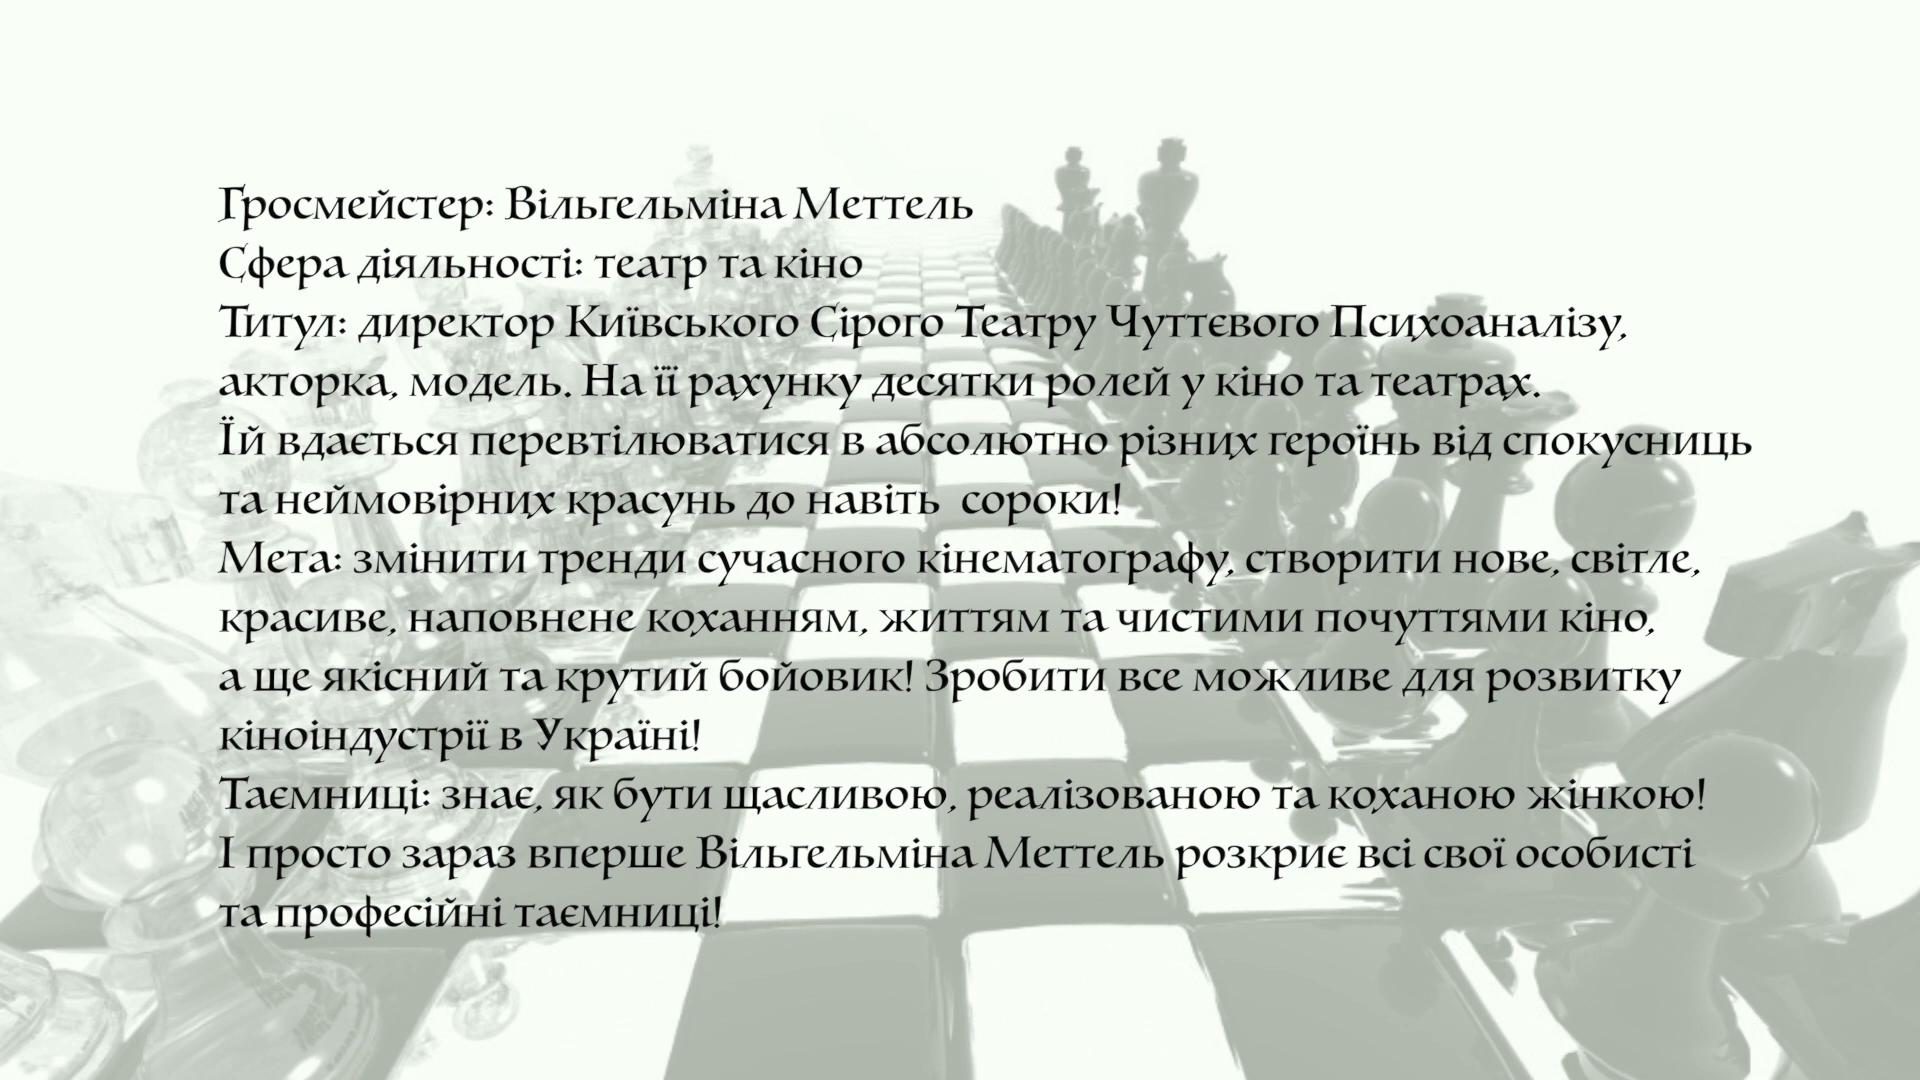 Гросмейстер: Вільгельміна Меттель
Сфера діяльності: театр та кіно
Титул: директор Київського Сірого Театру Чуттєвого Психоаналізу,
акторка, модель. На її рахунку десятки ролей у кіно та театрах.
Їй вдається перевтілюватися в абсолютно різних героїнь від спокусниць
та неймовірних красунь до навіть  сороки!
Мета: змінити тренди сучасного кінематографу, створити нове, світле,
красиве, наповнене коханням, життям та чистими почуттями кіно,
а ще якісний та крутий бойовик! Зробити все можливе для розвитку
кіноіндустрії в Україні!
Таємниці: знає, як бути щасливою, реалізованою та коханою жінкою!
І просто зараз вперше Вільгельміна Меттель розкриє всі свої особисті
та професійні таємниці!